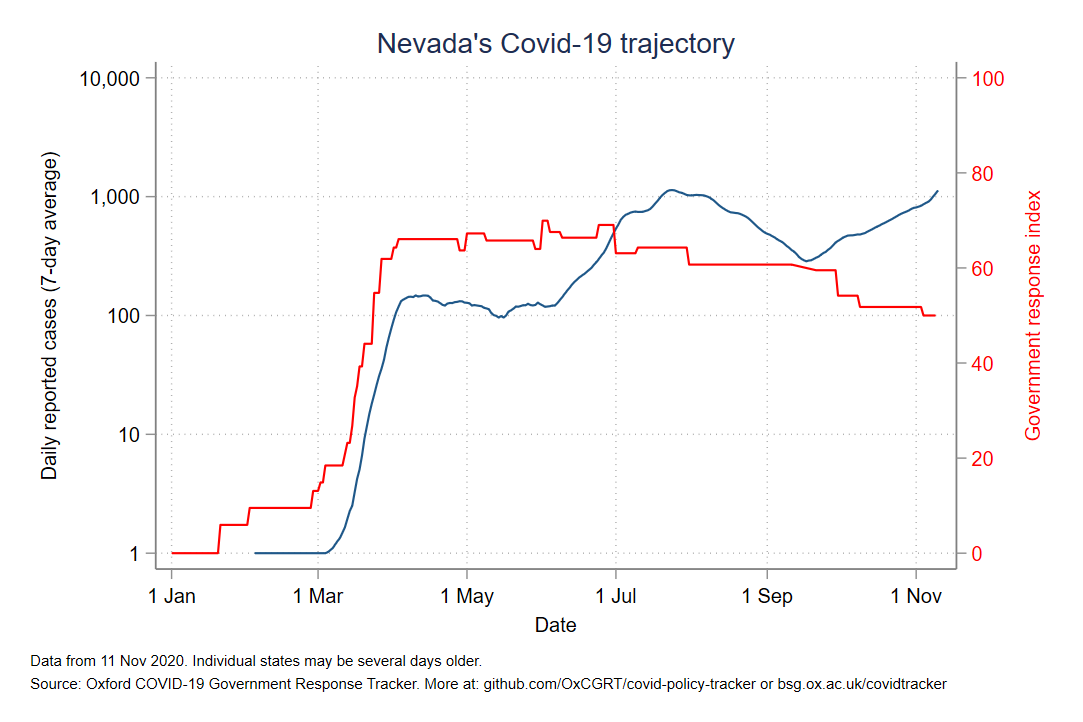 Nevada's Covid-19 trajectory
10,000
1,000
100
10
1
Daily reported cases (7-day average)
100
80
60
40
20
0
Government response index
1 Jan
1 Mar
1 May
1 Jul
1 Sep
1 Nov
Date
Data from 11 Nov 2020. Individual states may be several days older.
Source: Oxford COVID-19 Government Response Tracker. More at: github.com/OxCGRT/covid-policy-tracker or bsg.ox.ac.uk/covidtracker